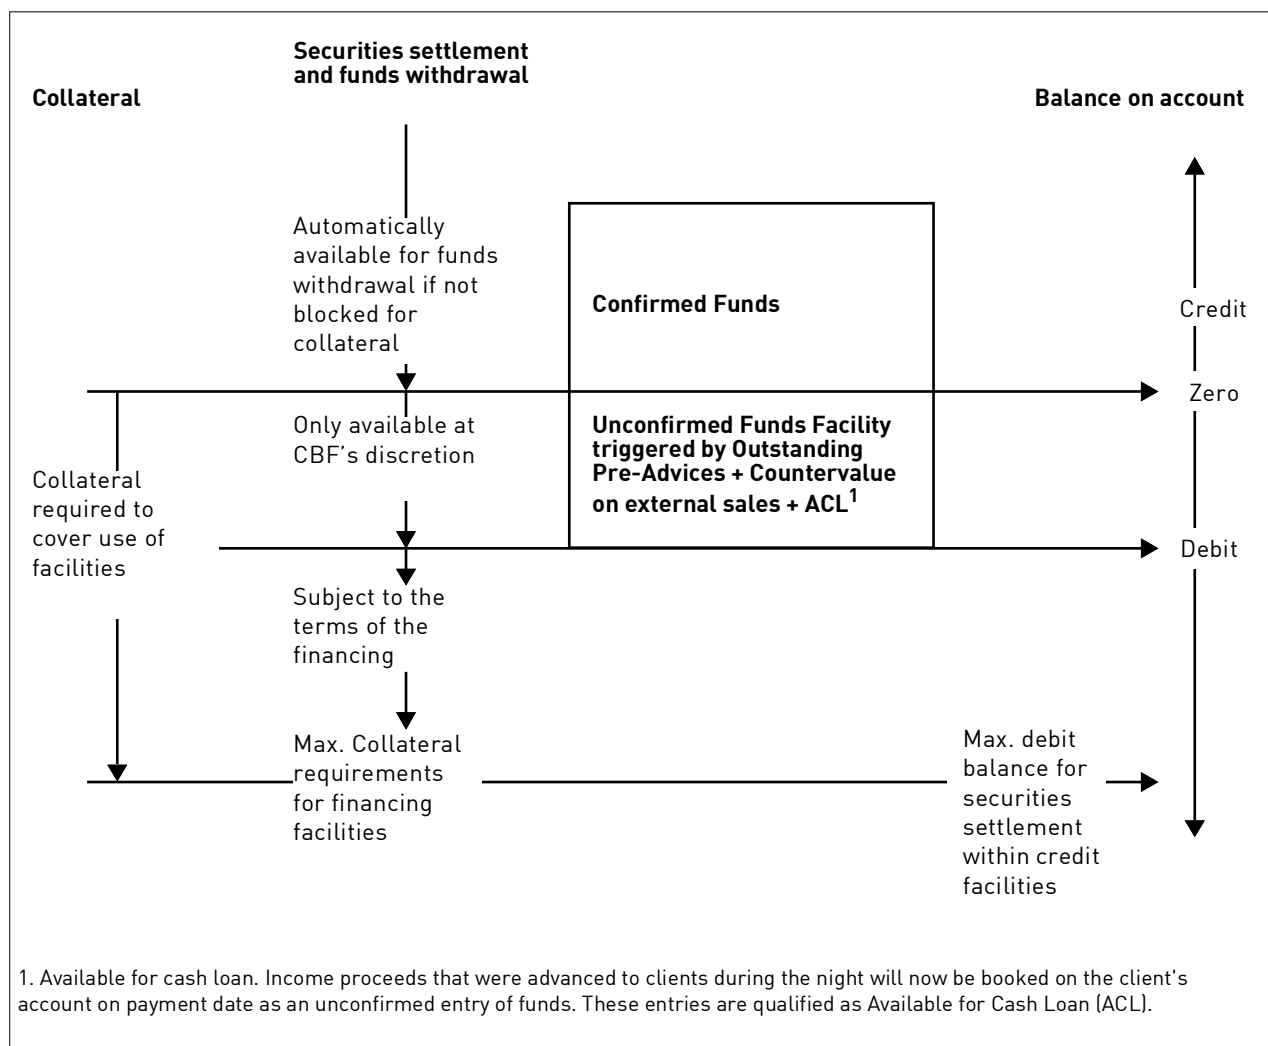 Securities settlement
and funds withdrawal
Collateral
Balance on account
Automatically
available for funds
withdrawal if not
blocked for
collateral
Confirmed Funds
Credit
Zero
Only available at
CBF’s discretion
Unconfirmed Funds Facility
triggered by Outstanding
Pre-Advices + Countervalue
on external sales + ACL1
Collateral
required to
cover use of
facilities
Debit
Subject to the
terms of the
financing
Max. Collateral
requirements
for financing
facilities
Max. debit
balance for
securities
settlement
within credit
facilities
1. Available for cash loan. Income proceeds that were advanced to clients during the night will now be booked on the client's
account on payment date as an unconfirmed entry of funds. These entries are qualified as Available for Cash Loan (ACL).